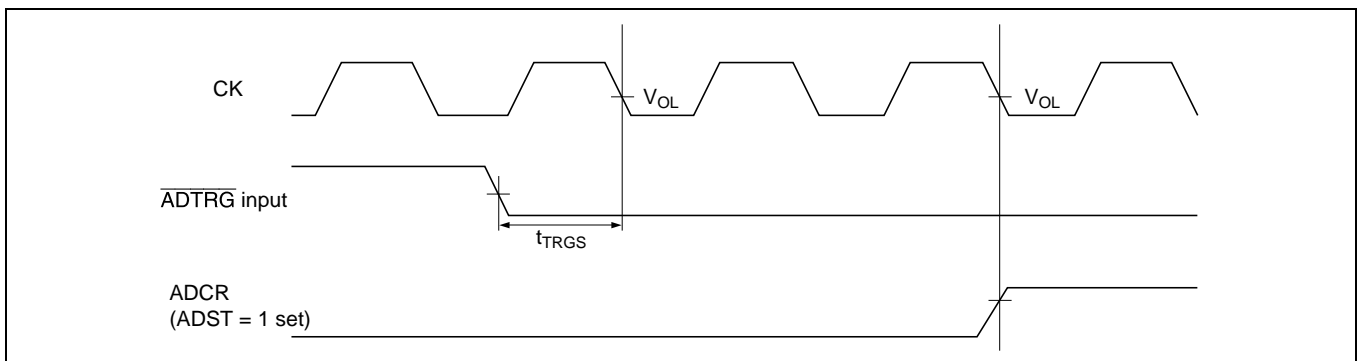 CK
VOL
VOL
ADTRG input
tTRGS
ADCR
(ADST = 1 set)